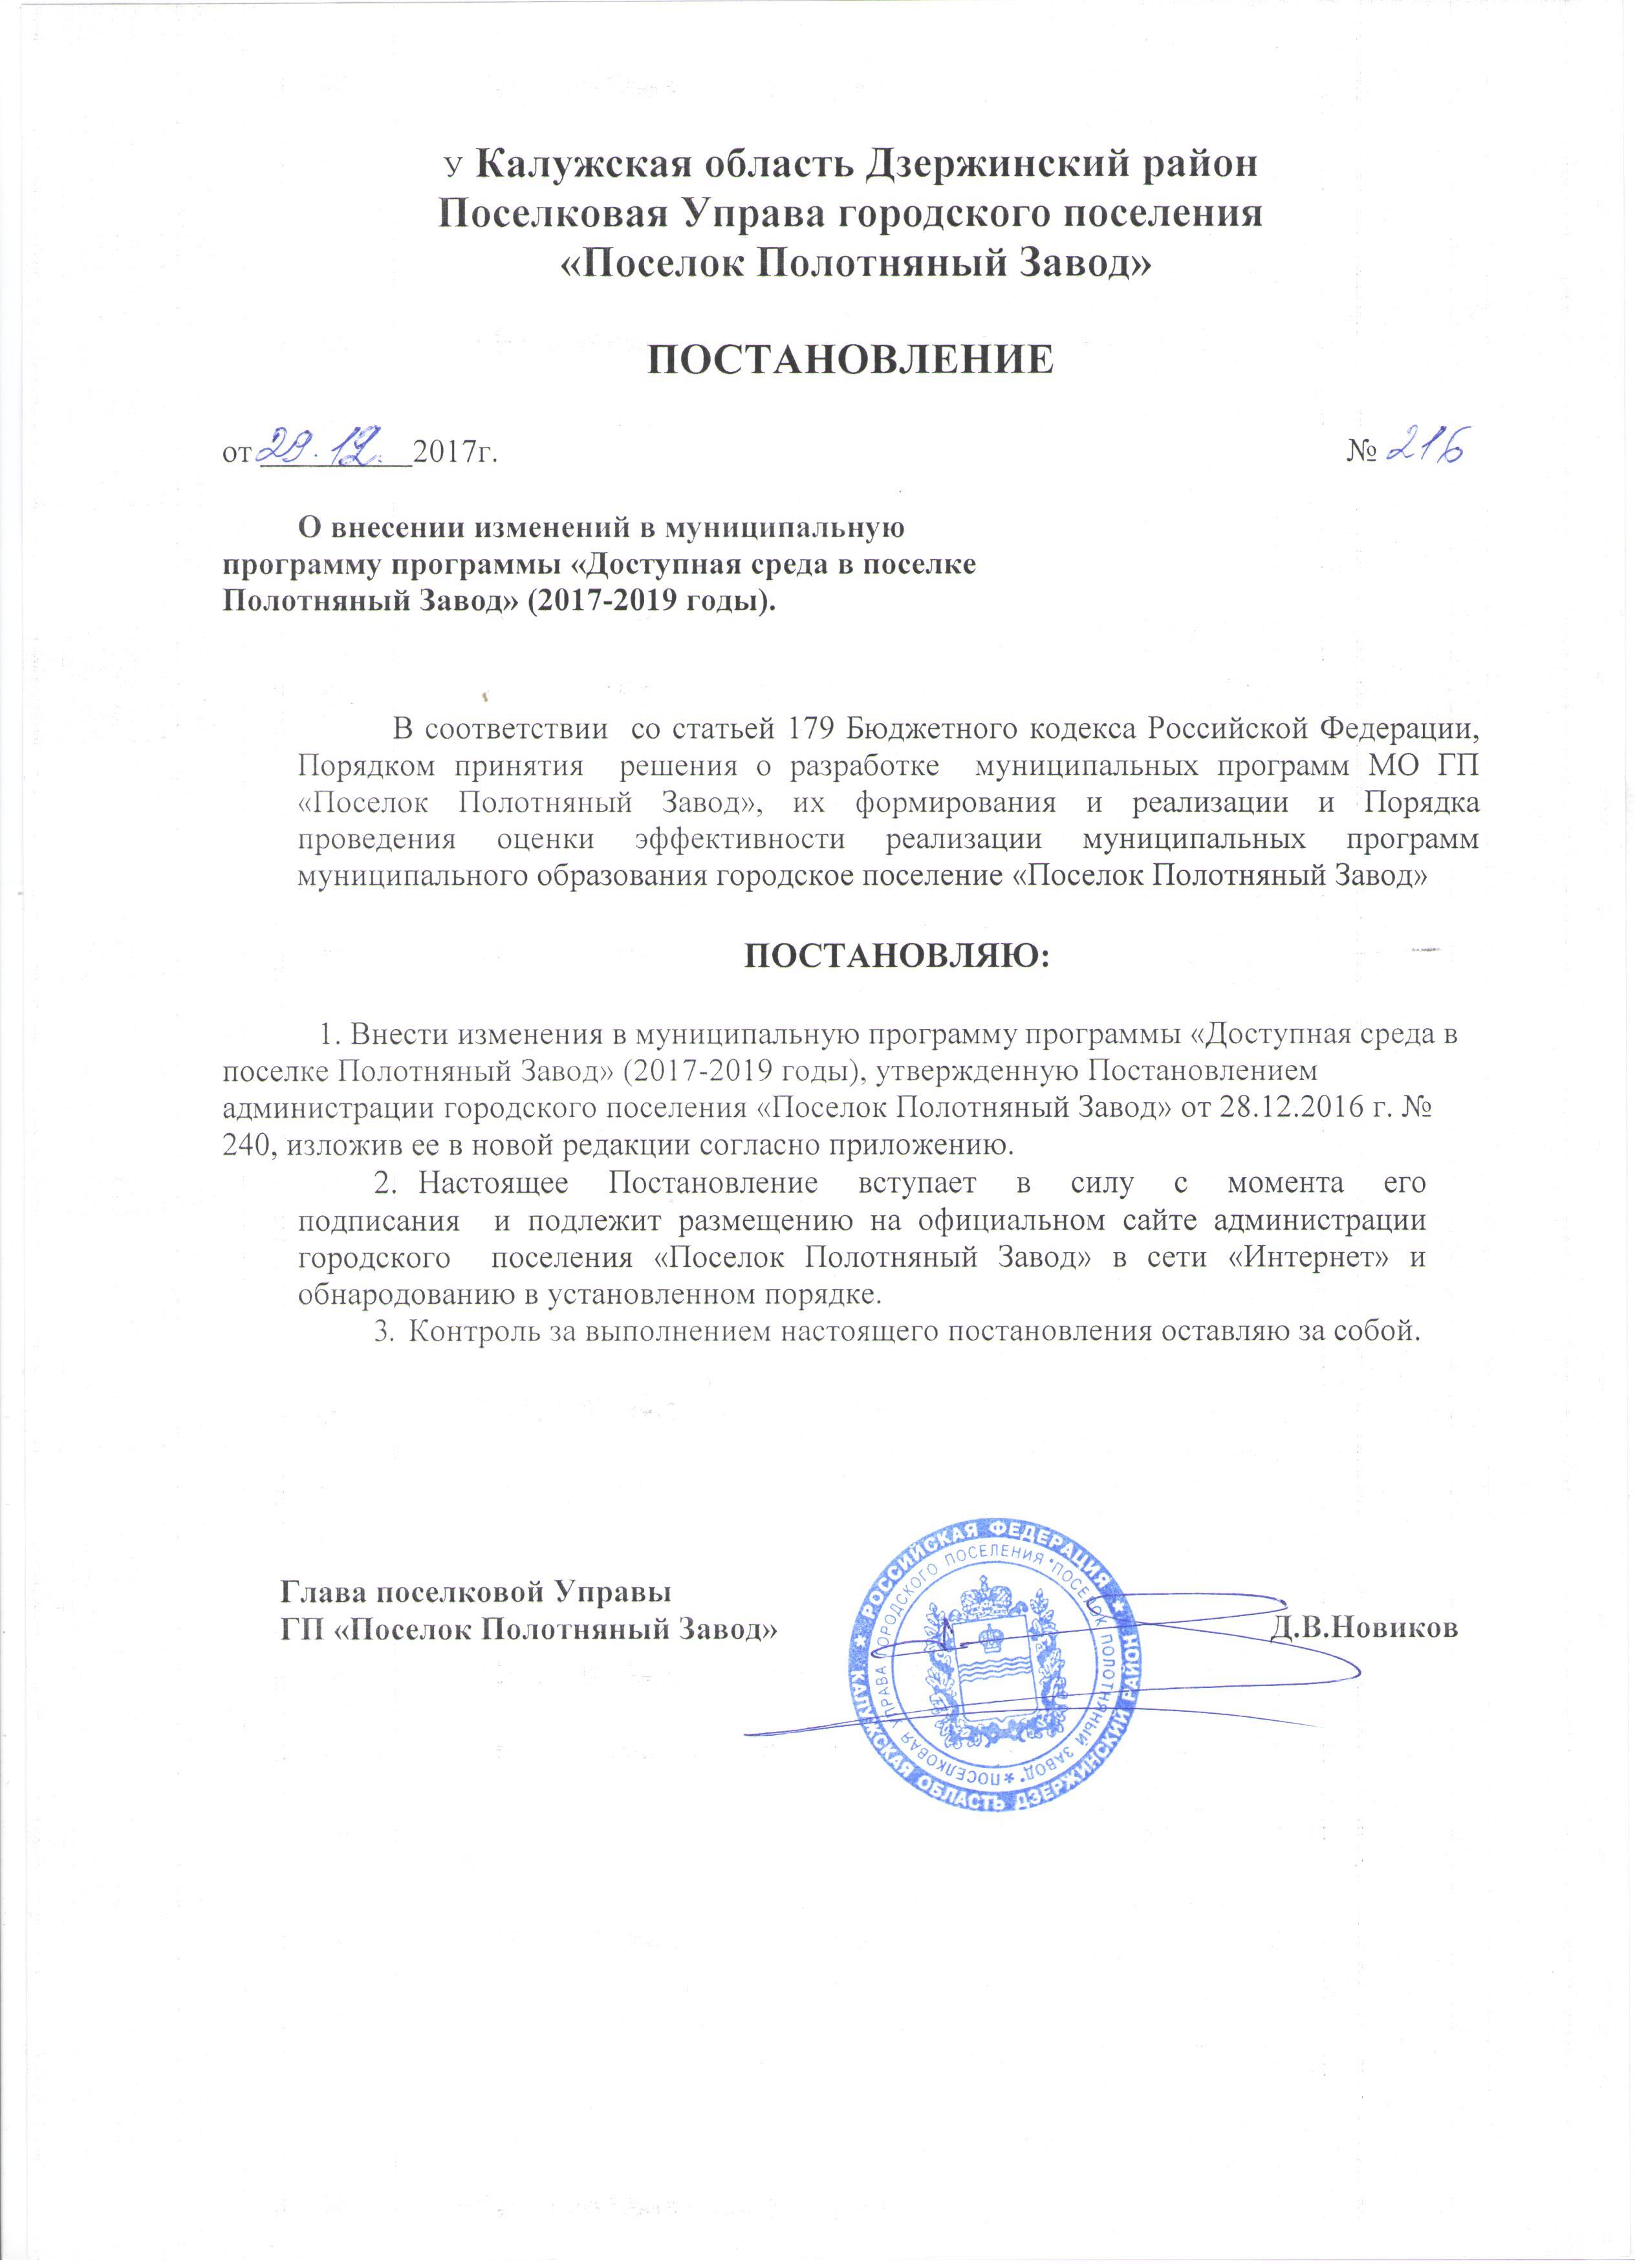 У Калужская область Дзержинский район
Поселковая Управа городского поселения
«Поселок Полотняный Завод»
ПОСТАНОВЛЕНИЕ
от 29.12. 2017г. № 216
О внесении изменений в муниципальную
программу программы «Доступная среда в поселке
Полотняный Завод» (2017-2019 годы).
В соответствии со статьей 179 Бюджетного кодекса Российской Федерации,
Порядком принятия решения о разработке муниципальных программ МО ГП
«Поселок Полотняный Завод», их формирования и реализации и Порядка
проведения оценки эффективности реализации муниципальных программ
муниципального образования городское поселение «Поселок Полотняный Завод»
ПОСТАНОВЛЯЮ:
1. Внести изменения в муниципальную программу программы «Доступная среда в
поселке Полотняный Завод» (2017-2019 годы), утвержденную Постановлением
администрации городского поселения «Поселок Полотняный Завод» от 28.12.2016 г. №
240, изложив ее в новой редакции согласно приложению.
2. Настоящее Постановление вступает в силу с момента его
подписания и подлежит размещению на официальном сайте администрации
городского поселения «Поселок Полотняный Завод» в сети «Интернет» и
обнародованию в установленном порядке.
3. Контроль за выполнением настоящего постановления оставляю за собой.
Глава поселковой Управы
ГП «Поселок Полотняный Завод» Д.В.Новиков
РОССИЙСКАЯ ФЕДЕРАЦИЯ ★ КАЛУЖСКАЯ ОБЛАСТЬ ДЗЕРЖИНСКИЙ РАЙОН ★
ПОСЕЛКОВАЯ УПРАВА ГОРОДСКОГО ПОСЕЛЕНИЯ "ПОСЕЛОК ПОЛОТНЯНЫЙ ЗАВОД" *